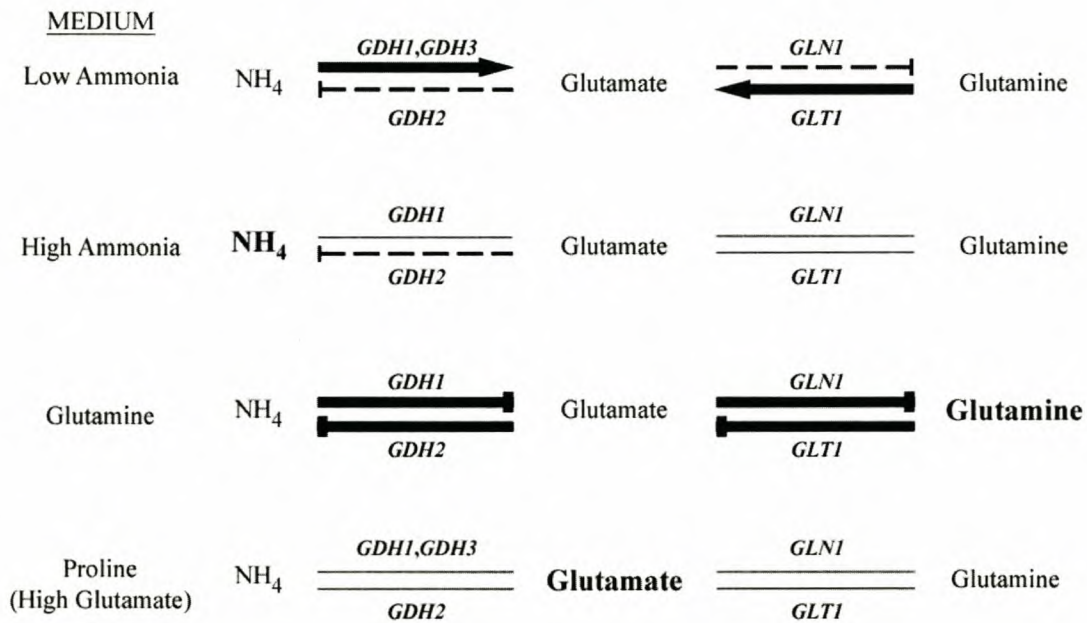 MEDIUM
Low Ammonia
NH4
GDH1,GDH3
GDH2
Glutamate
GLN1
GLT1
Glutamine
High Ammonia
NH4
GDH1
GDH2
Glutamate
GLN1
GLT1
Glutamine
Glutamine
NH4
GDH1
GDH2
Glutamate
GLN1
GLT1
Glutamine
Proline
(High Glutamate)
NH4
GDH1,GDH3
GDH2
Glutamate
GLN1
GLT1
Glutamine